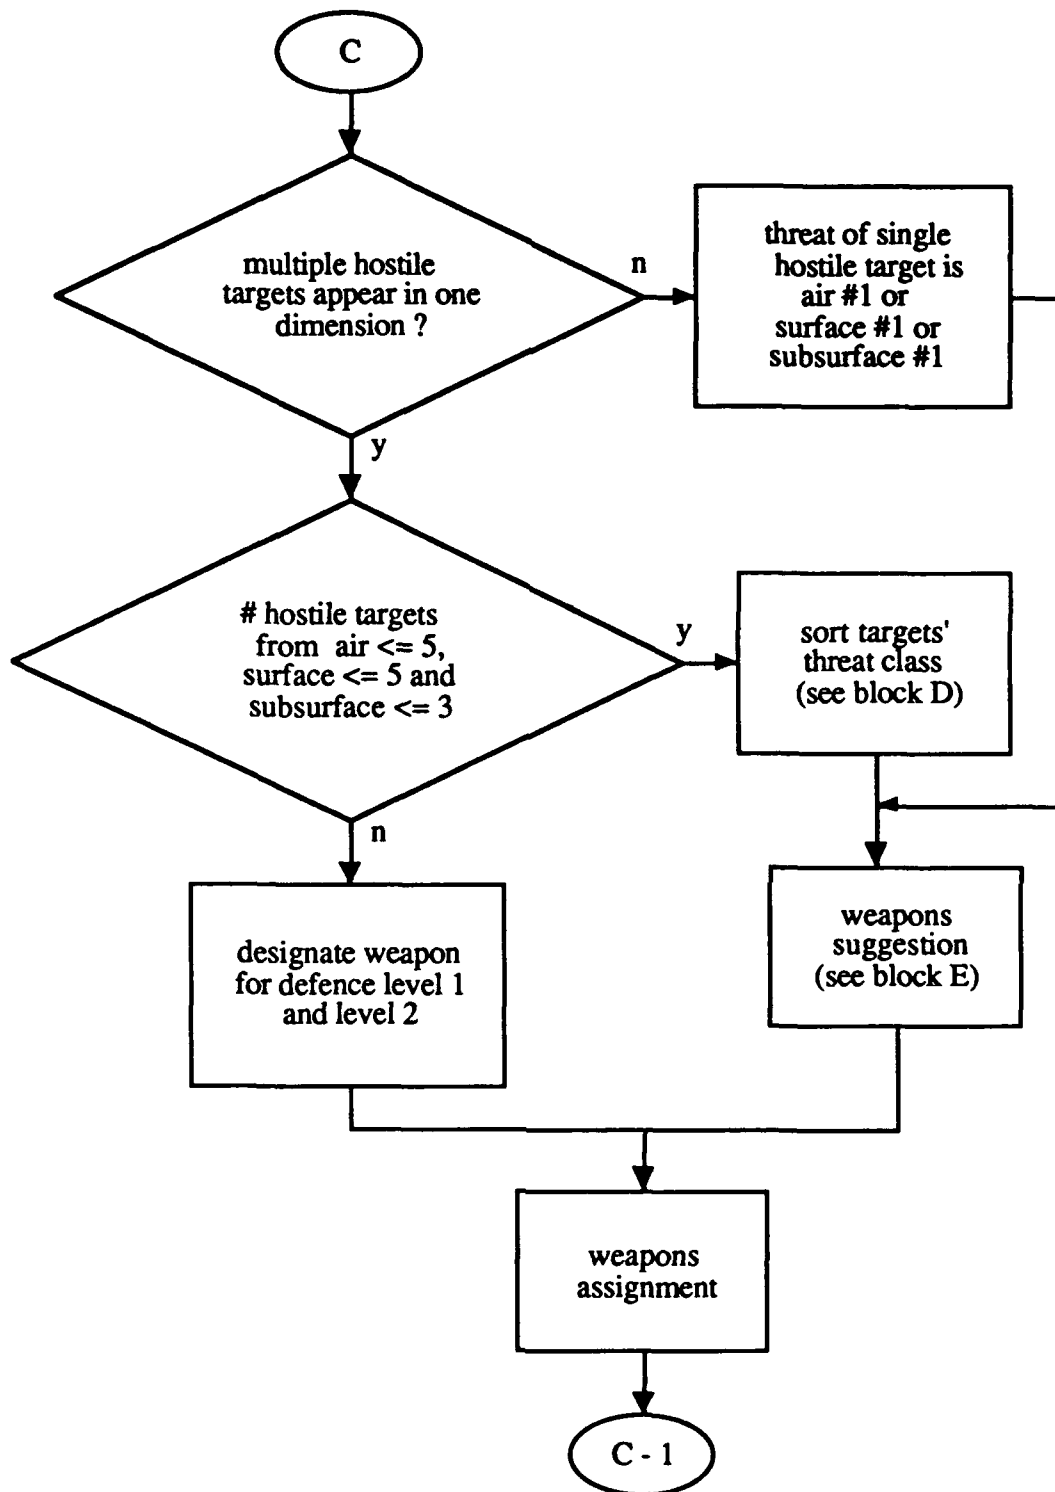 C
multiple hostile
targets appear in one
dimension ?
n
threat of single
hostile target is
air #1 or
surface #1 or
subsurface #1
y
# hostile targets
from air <= 5,
surface <= 5 and
subsurface <= 3
y
sort targets'
threat class
(see block D)
n
designate weapon
for defence level 1
and level 2
weapons
suggestion
(see block E)
weapons
assignment
C - 1